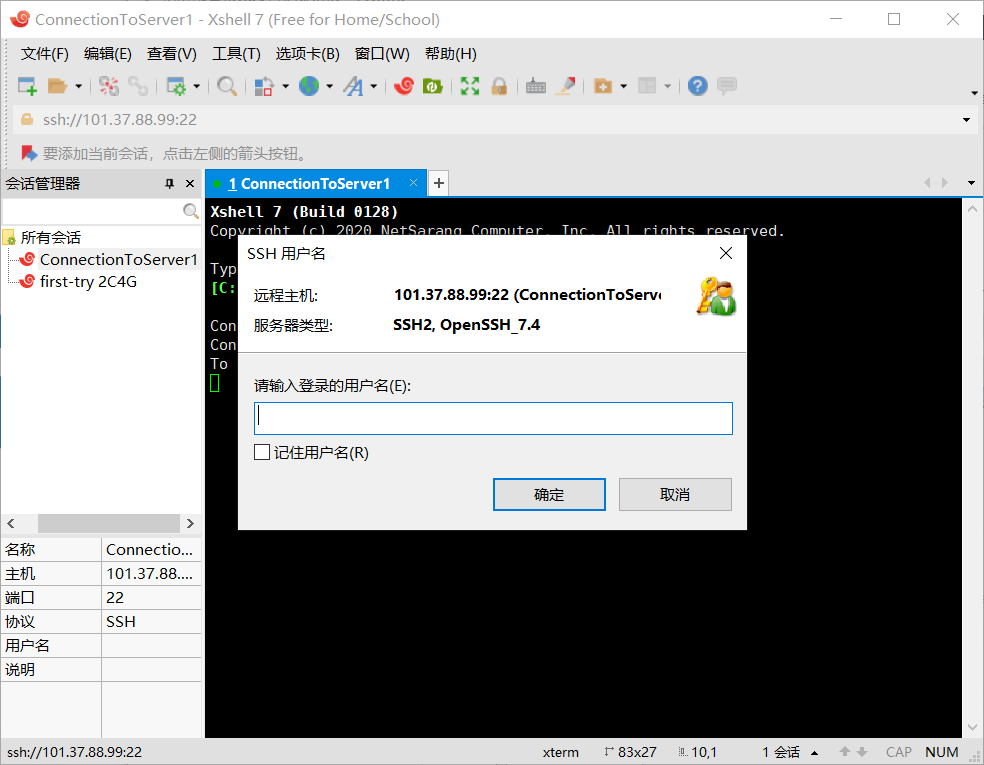 ConnectionToServer1 - Xshell 7 (Free for Home/School)
文件(F) 编辑(E) 查看(V) 工具(T) 选项卡(B) 窗口(W) 帮助(H)
ssh://101.37.88.99:22
要添加当前会话，点击左侧的箭头按钮。
会话管理器
1 ConnectionToServer1
所有会话
ConnectionToServer1
first-try 2C4G
Xshell 7 (Build 0128)
Copyright (c) 2020 NetSarang Computer, Inc. All rights reserved.
Typ
[C:
Con
Con
To
SSH 用户名
远程主机: 101.37.88.99:22 (ConnectionToServe
服务器类型: SSH2, OpenSSH_7.4
请输入登录的用户名(E):
记住用户名(R)
确定 取消
名称 Connectio...
主机 101.37.88....
端口 22
协议 SSH
用户名
说明
ssh://101.37.88.99:22 xterm 83x27 10,1 1 会话 CAP NUM